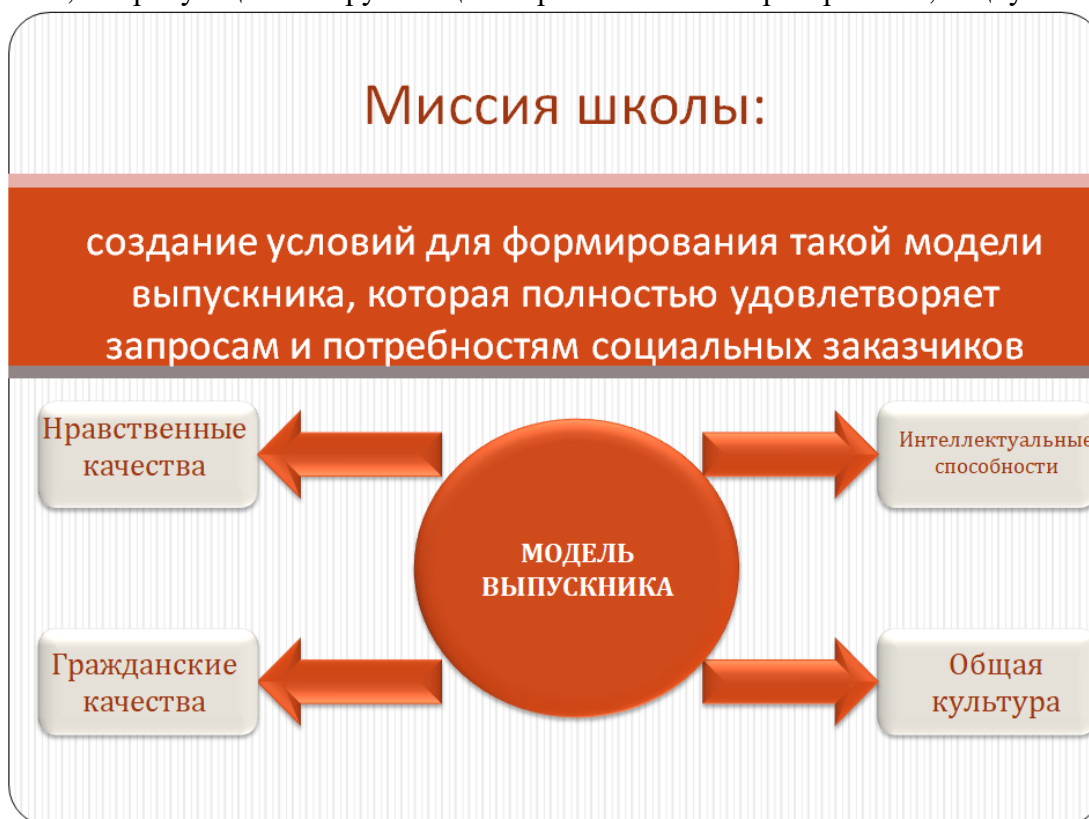 Миссия школы:
создание условий для формирования такой модели
выпускника, которая полностью удовлетворяет
запросам и потребностям социальных заказчиков
Нравственные
качества
Интеллектуальные
способности
МОДЕЛЬ
ВЫПУСКНИКА
Гражданские
качества
Общая
культура